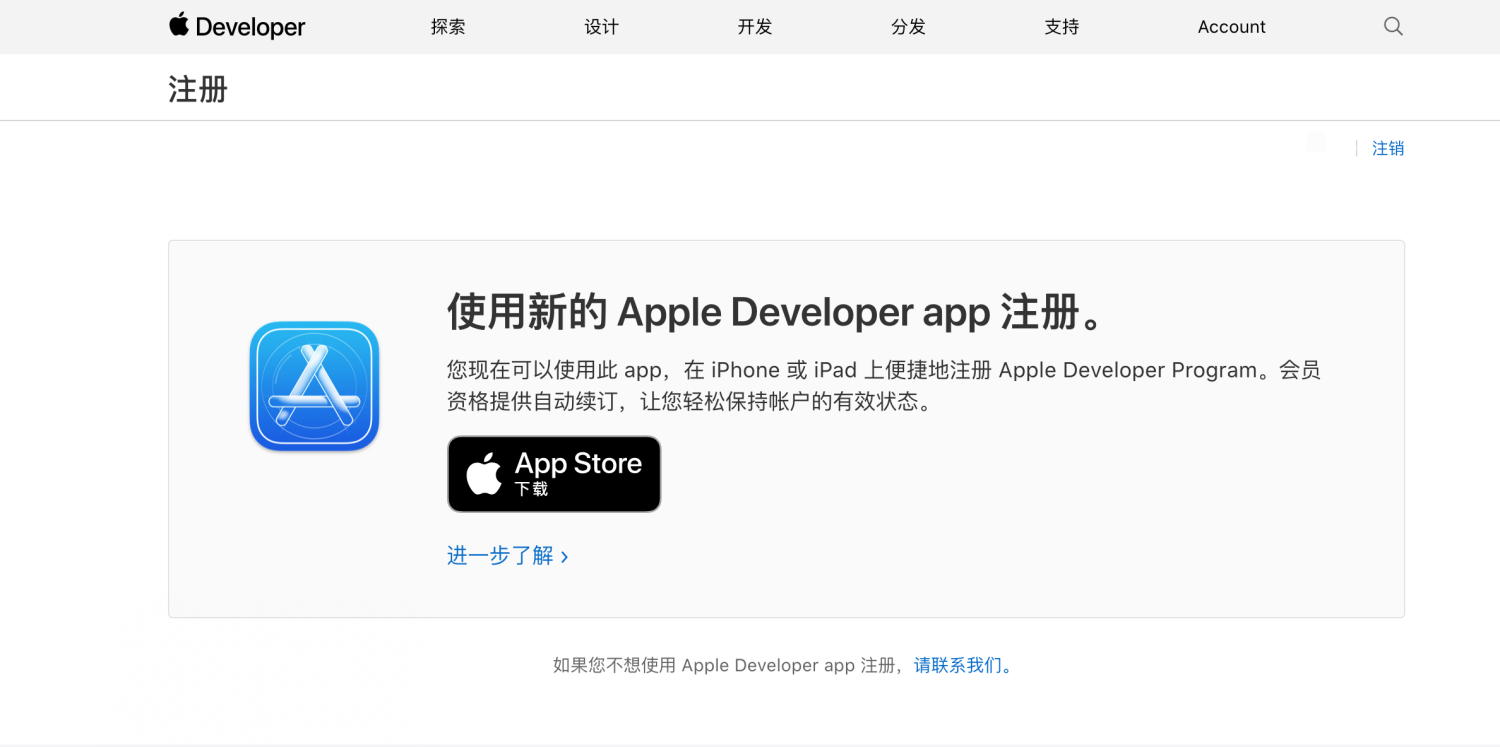 Developer
探索
设计
开发
分发
支持
Account
注册
注销
使用新的 Apple Developer app 注册。
您现在可以使用此 app，在 iPhone 或 iPad 上便捷地注册 Apple Developer Program。会员
资格提供自动续订，让您轻松保持帐户的有效状态。
App Store
下载
进一步了解 ›
如果您不想使用 Apple Developer app 注册，请联系我们。